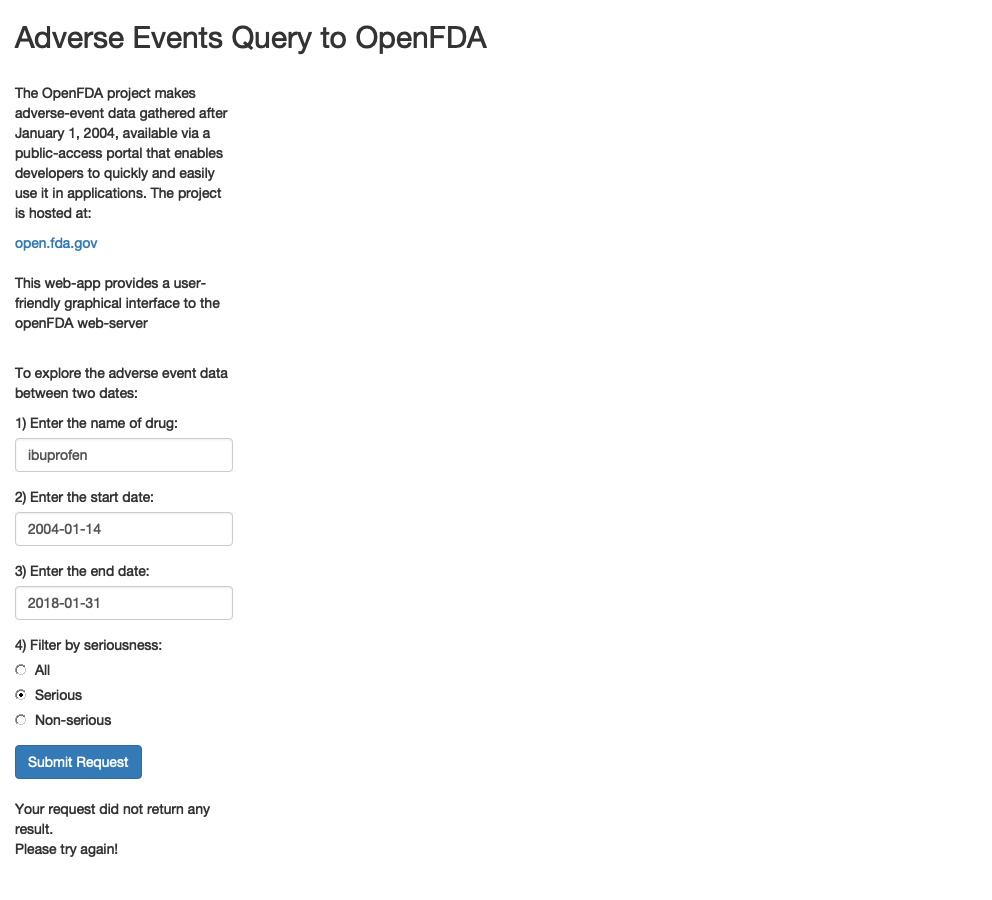 Adverse Events Query to OpenFDA
The OpenFDA project makes
adverse-event data gathered after
January 1, 2004, available via a
public-access portal that enables
developers to quickly and easily
use it in applications. The project
is hosted at:
open.fda.gov
This web-app provides a user-
friendly graphical interface to the
openFDA web-server
To explore the adverse event data
between two dates:
1) Enter the name of drug:
ibuprofen
2) Enter the start date:
2004-01-14
3) Enter the end date:
2018-01-31
4) Filter by seriousness:
All
Serious
Non-serious
Submit Request
Your request did not return any
result.
Please try again!